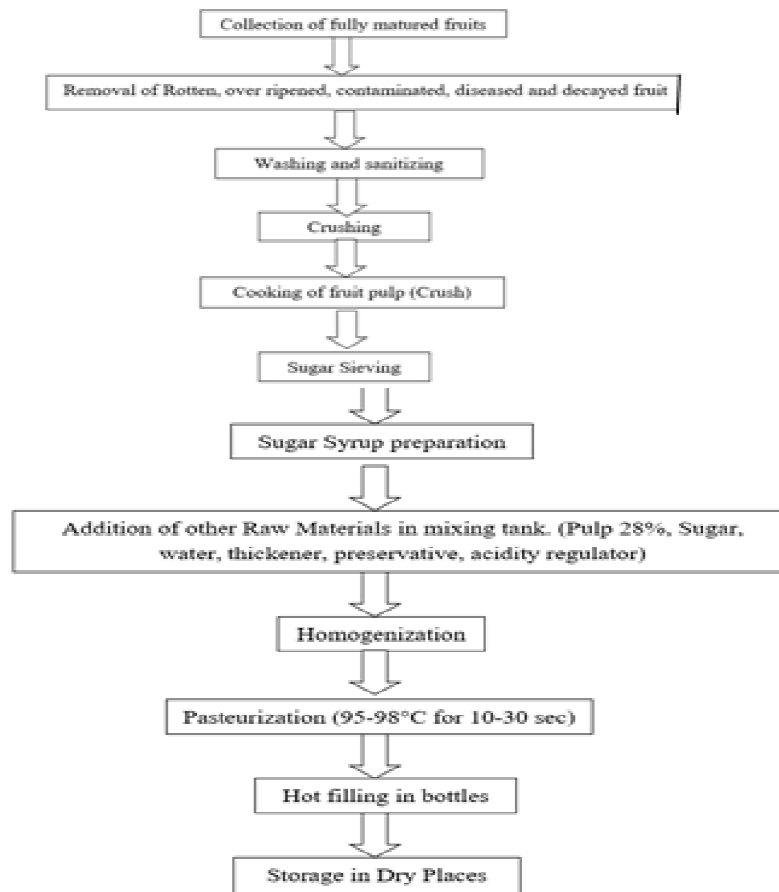 Collection of fully matured fruits
Removal of Rotten, over ripened, contaminated, diseased and decayed fruit
Washing and sanitizing
Crushing
Cooking of fruit pulp (Crush)
Sugar Sieving
Sugar Syrup preparation
Addition of other Raw Materials in mixing tank. (Pulp 28%, Sugar,
water, thickener, preservative, acidity regulator)
Homogenization
Pasteurization (95-98°C for 10-30 sec)
Hot filling in bottles
Storage in Dry Places